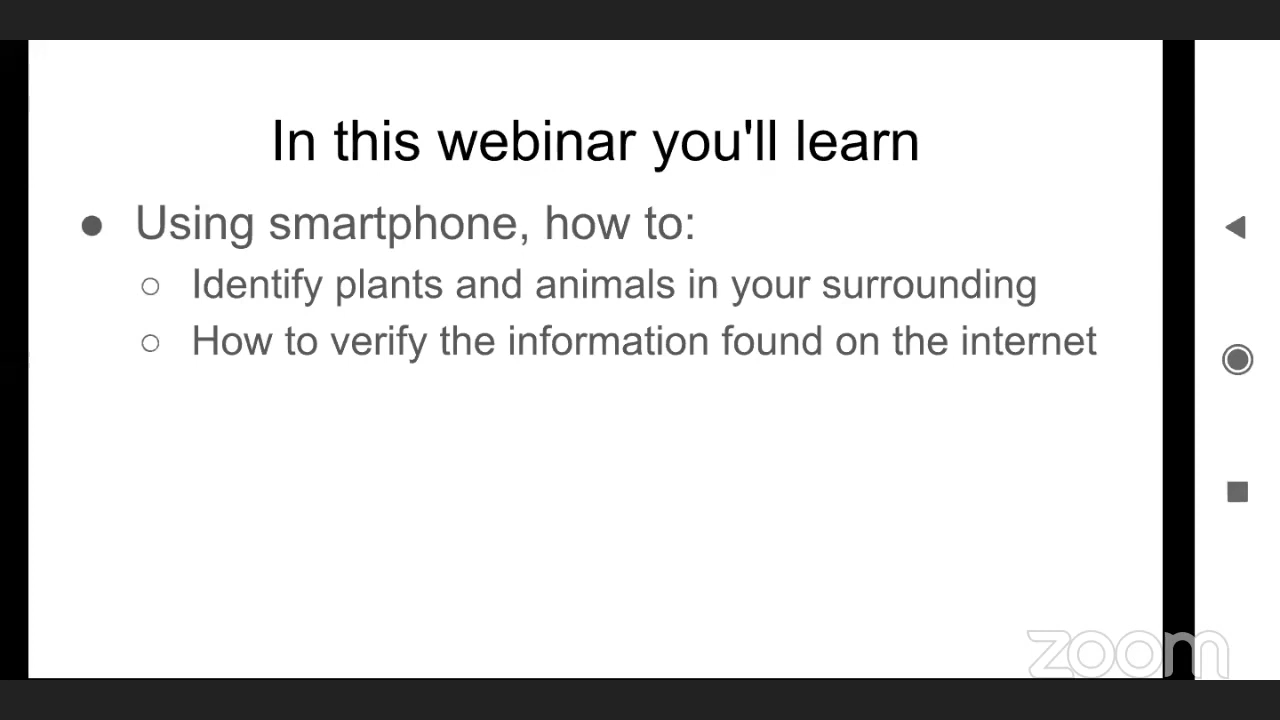 In this webinar you'll learn
● Using smartphone, how to:
○ Identify plants and animals in your surrounding
○ How to verify the information found on the internet
zoom